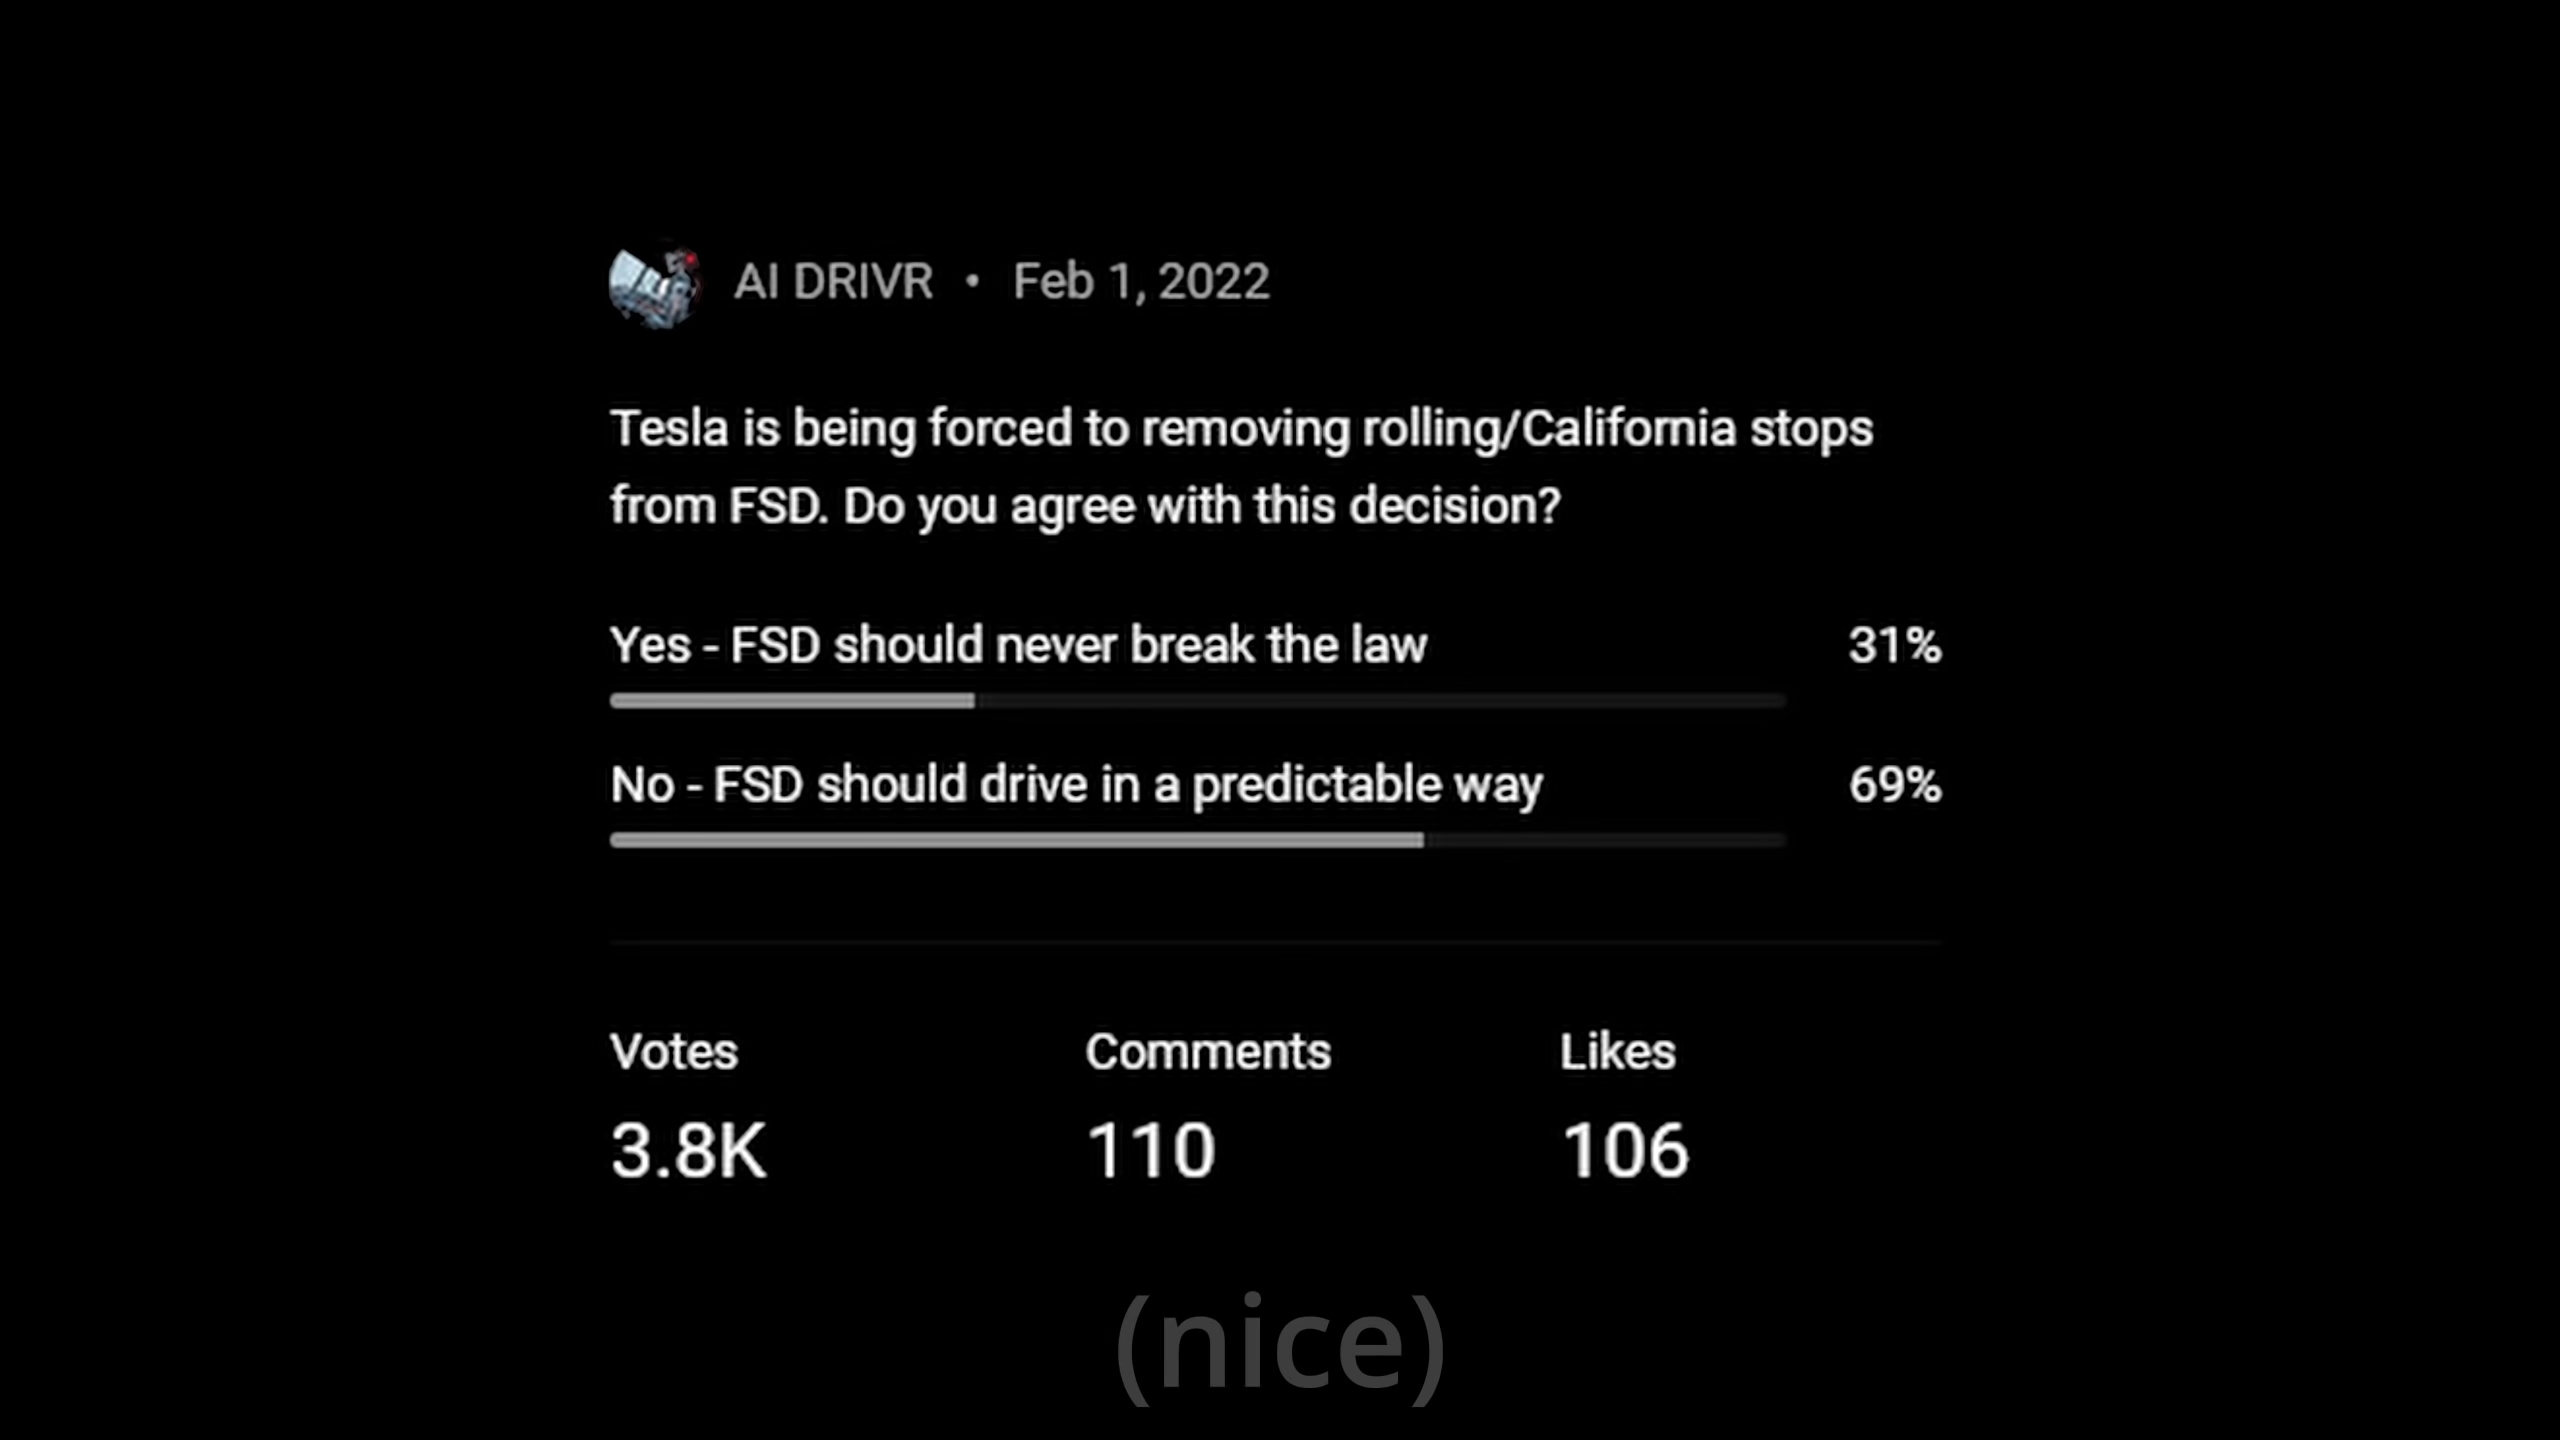 AI DRIVR • Feb 1, 2022
Tesla is being forced to removing rolling/California stops
from FSD. Do you agree with this decision?
Yes - FSD should never break the law 31%
No - FSD should drive in a predictable way 69%
Votes Comments Likes
3.8K 110 106
(nice)